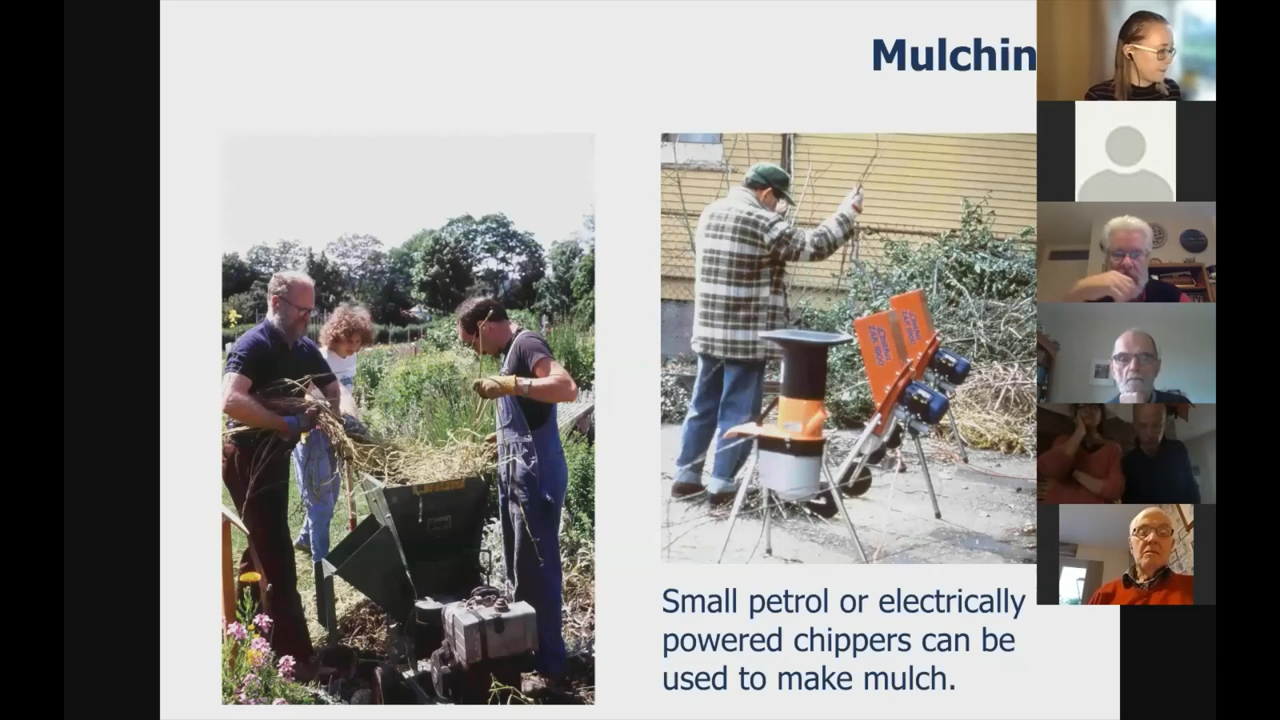 Mulchin
Small petrol or electrically
powered chippers can be
used to make mulch.